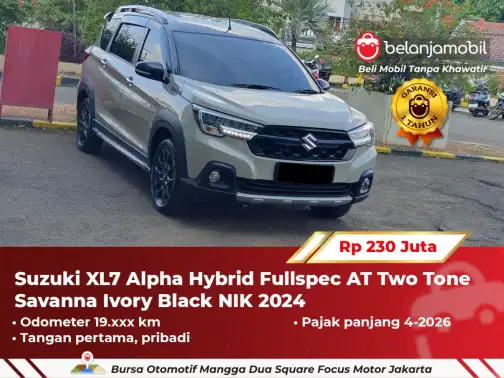 belanjamobil
Beli Mobil Tanpa Khawatir
GARANSI
1 TAHUN
Rp 230 Juta
Suzuki XL7 Alpha Hybrid Fullspec AT Two Tone
Savanna Ivory Black NIK 2024
• Odometer 19.xxx km
• Pajak panjang 4-2026
• Tangan pertama, pribadi
Bursa Otomotif Mangga Dua Square Focus Motor Jakarta